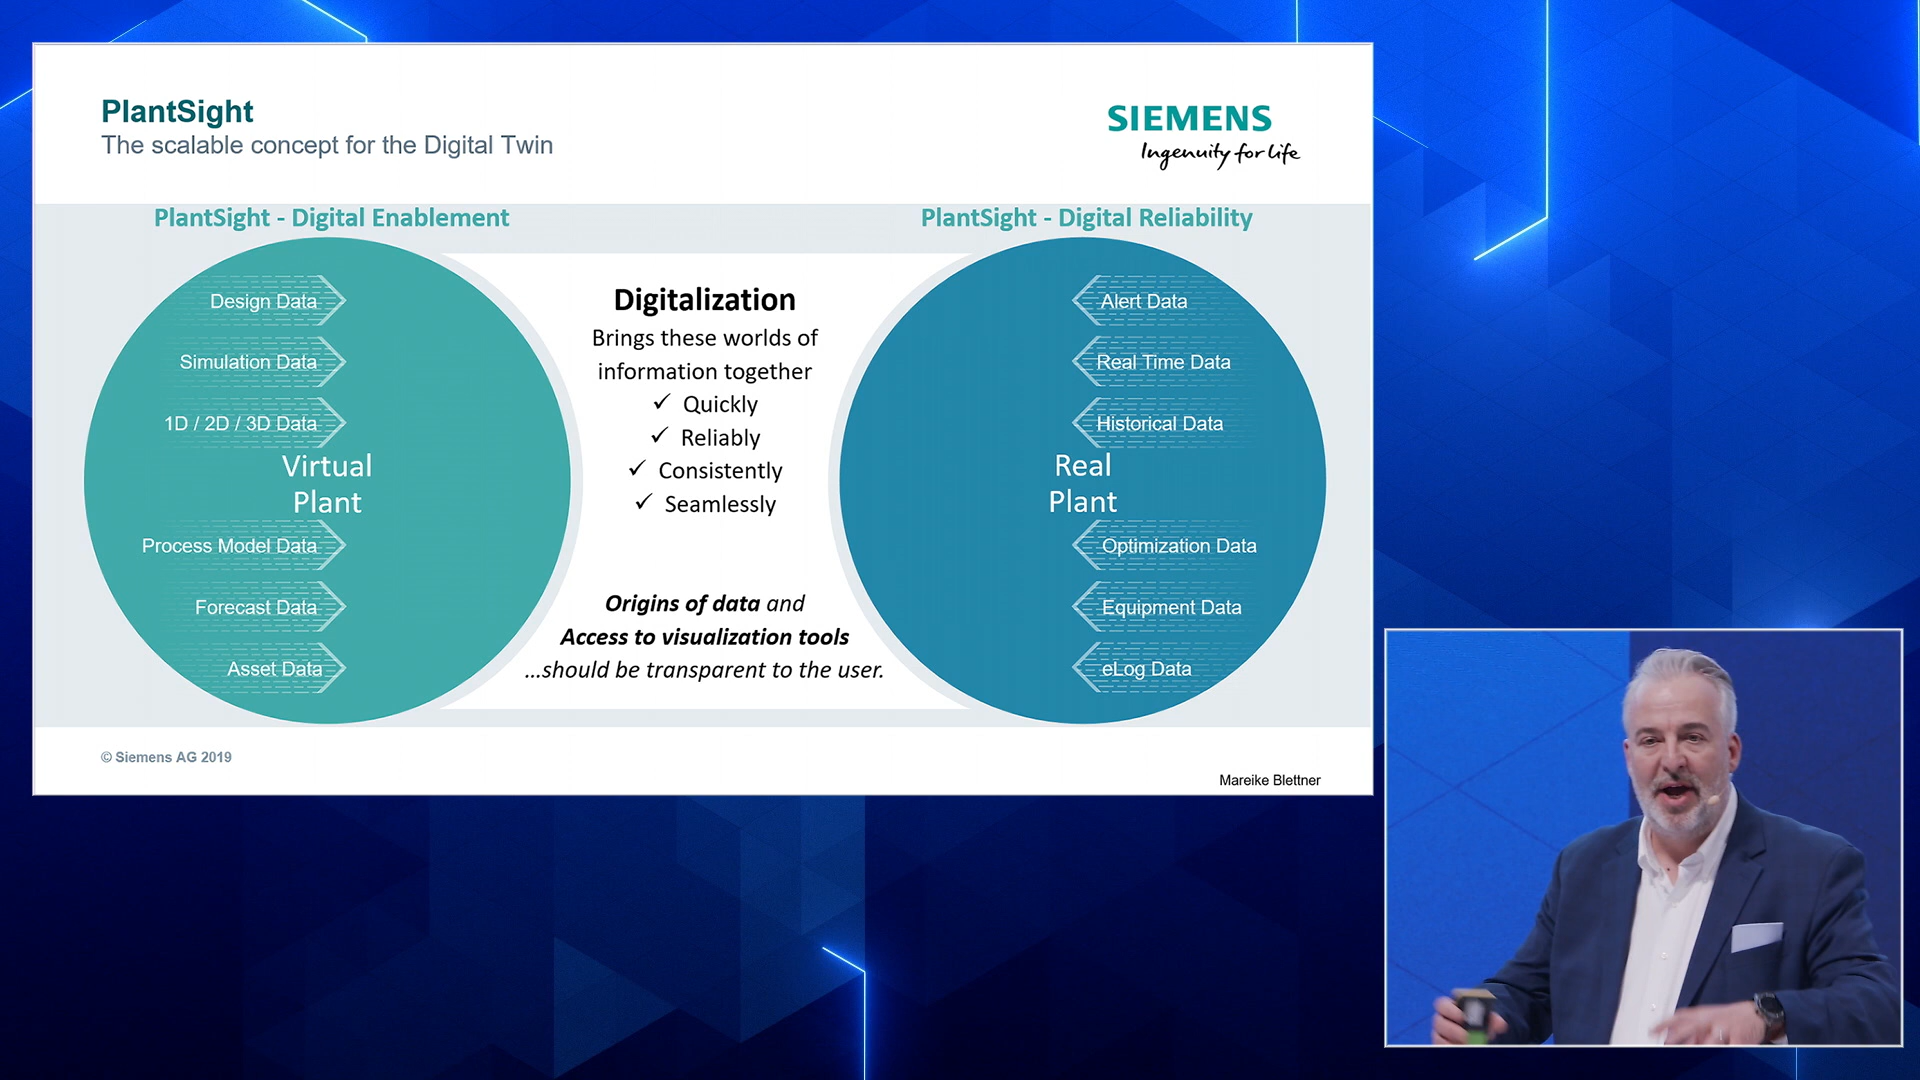 PlantSight
The scalable concept for the Digital Twin
SIEMENS
Ingenuity for life
PlantSight - Digital Enablement
Design Data
Simulation Data
1D / 2D / 3D Data
Virtual
Plant
Process Model Data
Forecast Data
Asset Data
Digitalization
Brings these worlds of
information together
✓ Quickly
✓ Reliably
✓ Consistently
✓ Seamlessly
Origins of data and
Access to visualization tools
...should be transparent to the user.
PlantSight - Digital Reliability
Alert Data
Real Time Data
Historical Data
Real
Plant
Optimization Data
Equipment Data
eLog Data
© Siemens AG 2019
Mareike Blettner